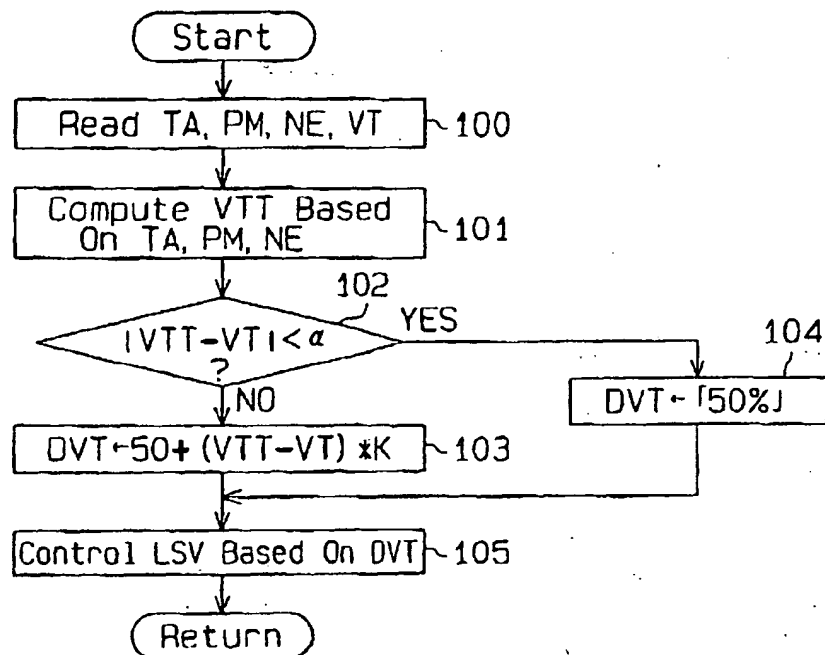 Start
Read TA, PM, NE, VT
100
Compute VTT Based
On TA, PM, NE
101
102
|VTT-VT|<α
?
YES
NO
104
DVT←「50%」
DVT←50+(VTT-VT)*K
103
Control LSV Based On DVT
105
Return